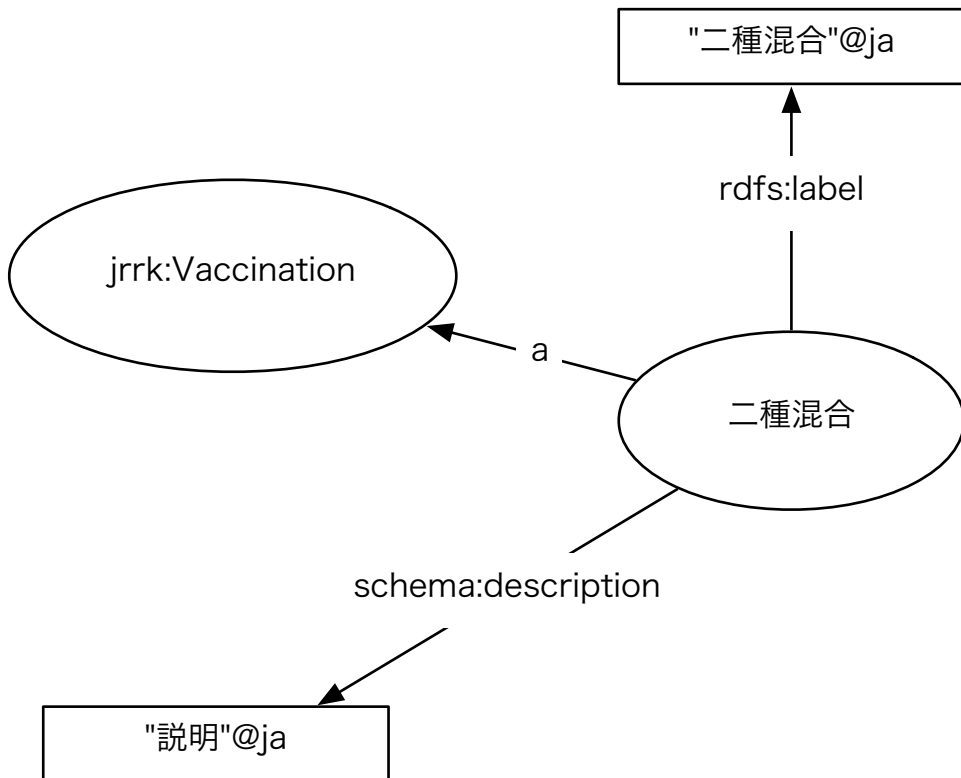 "二種混合"@ja
rdfs:label
jrrk:Vaccination
a
二種混合
schema:description
"説明"@ja